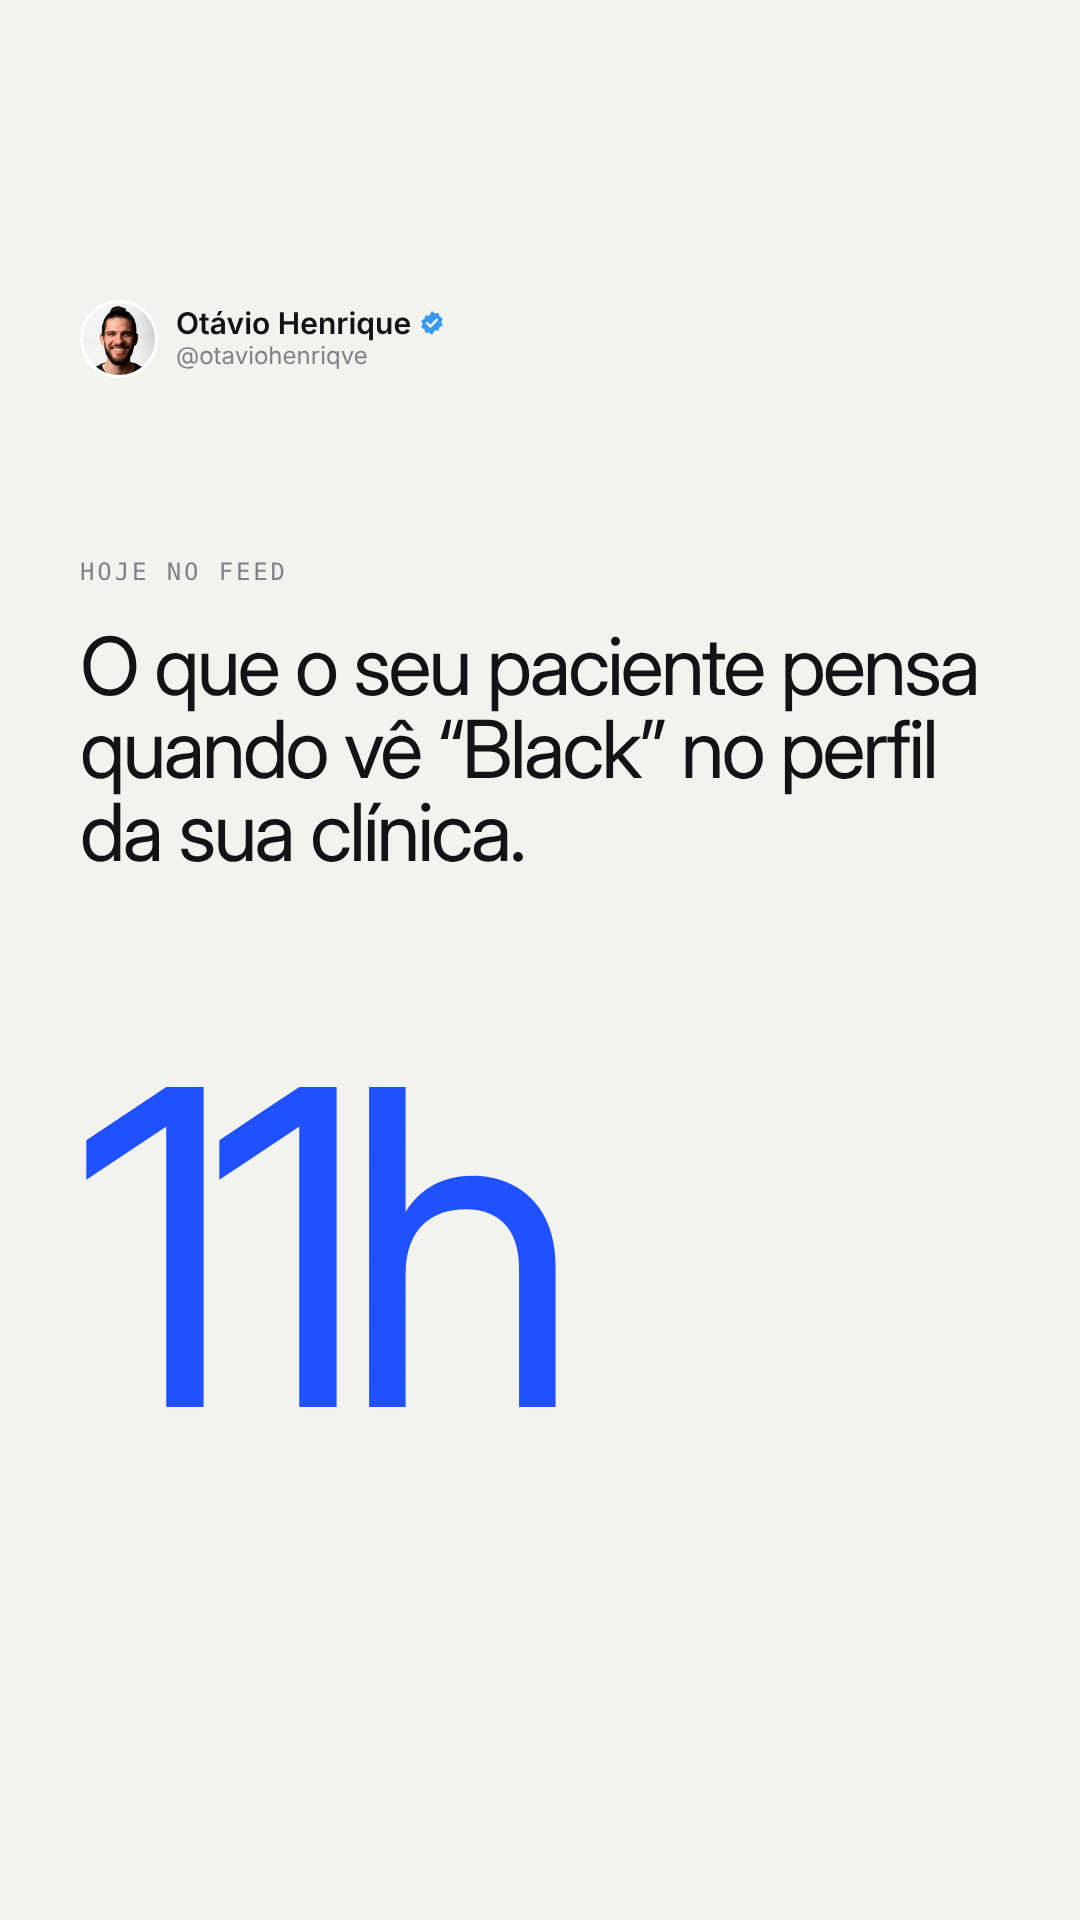 Otávio Henrique
@otaviohenriqve
HOJE NO FEED
O que o seu paciente pensa
quando vê “Black” no perfil
da sua clínica.
11h